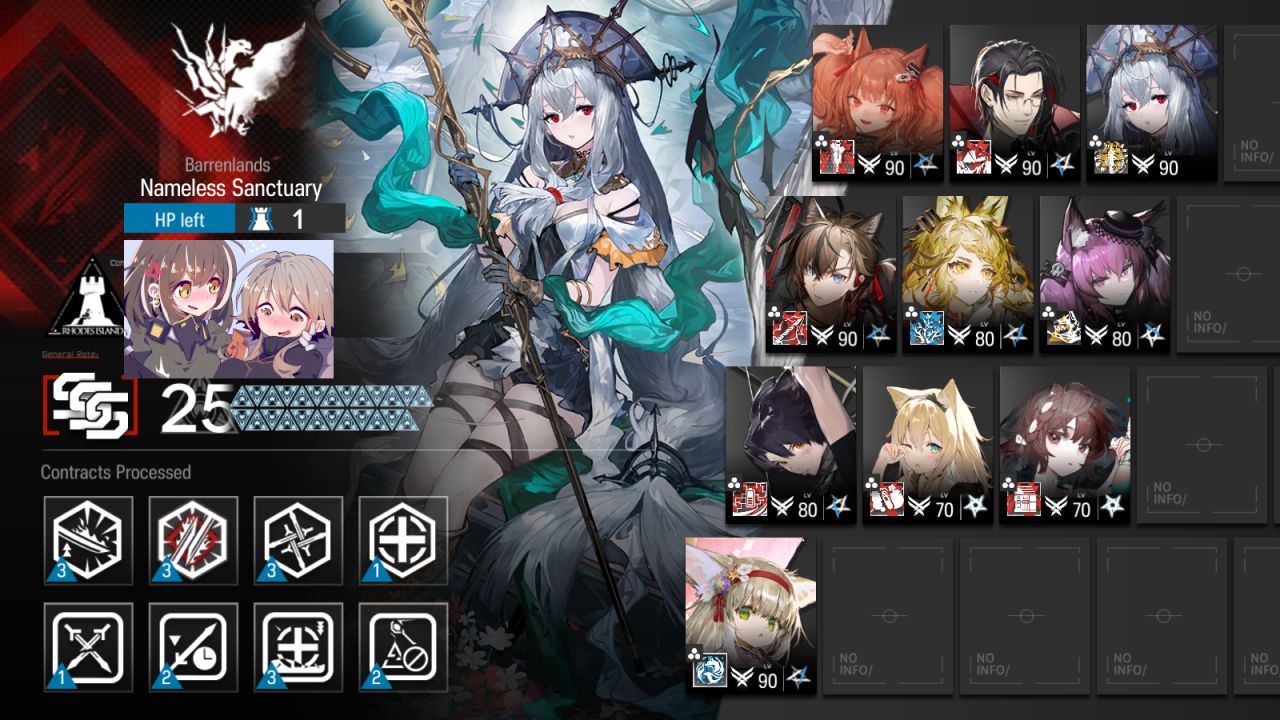 Barrenlands
Nameless Sanctuary
HP left 1
RHODES ISLAND
General Rate:
25
Contracts Processed
3 3 3 1
1 2 3 2
LV 90 LV 90 LV 90 NO INFO/
LV 90 LV 80 LV 80 NO INFO/
LV 80 LV 70 LV 70 NO INFO/
LV 90 NO INFO/ NO INFO/ NO INFO/ NO INFO